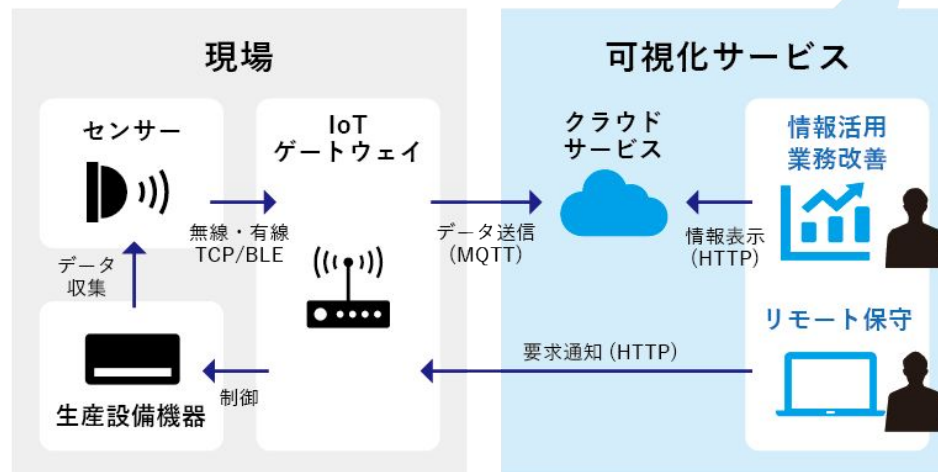 現場
可視化サービス
センサー
IoT
ゲートウェイ
クラウド
サービス
情報活用
業務改善
無線・有線
TCP/BLE
データ送信
(MQTT)
情報表示
(HTTP)
データ
収集
リモート保守
要求通知 (HTTP)
制御
生産設備機器